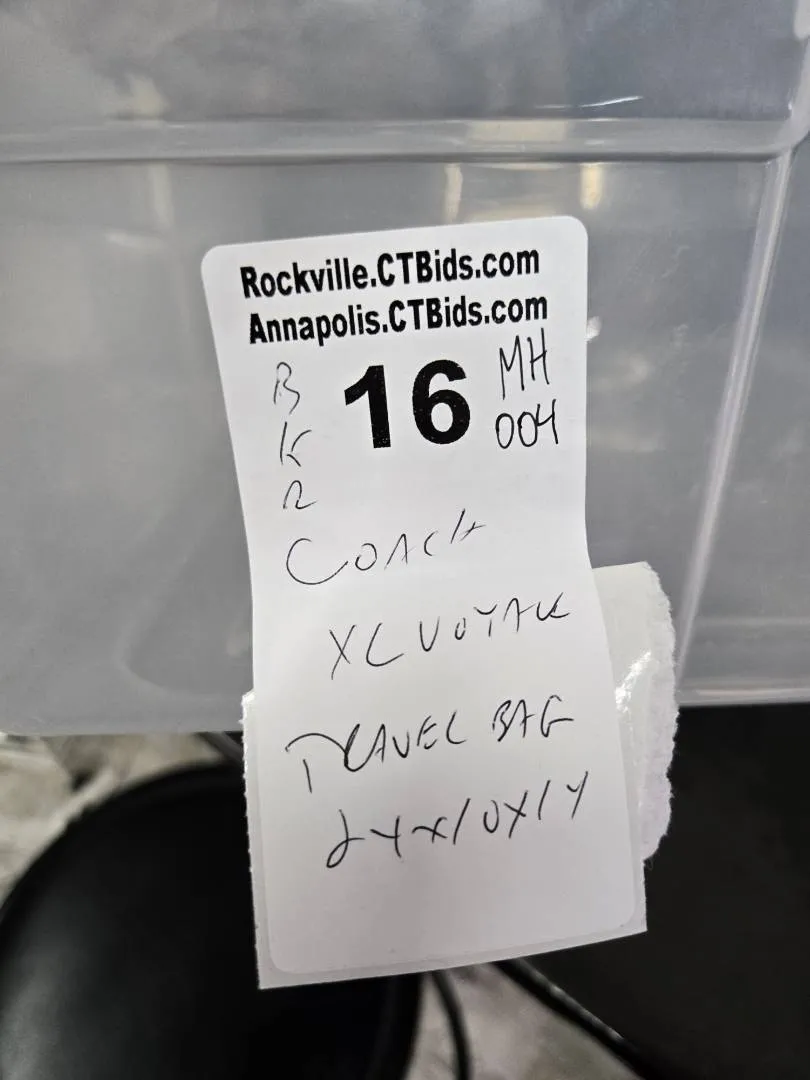 Rockville.CTBids.com
Annapolis.CTBids.com
B
K
R
16
MH
004
COACH
XL VOYAGE
TRAVEL BAG
24X10X14